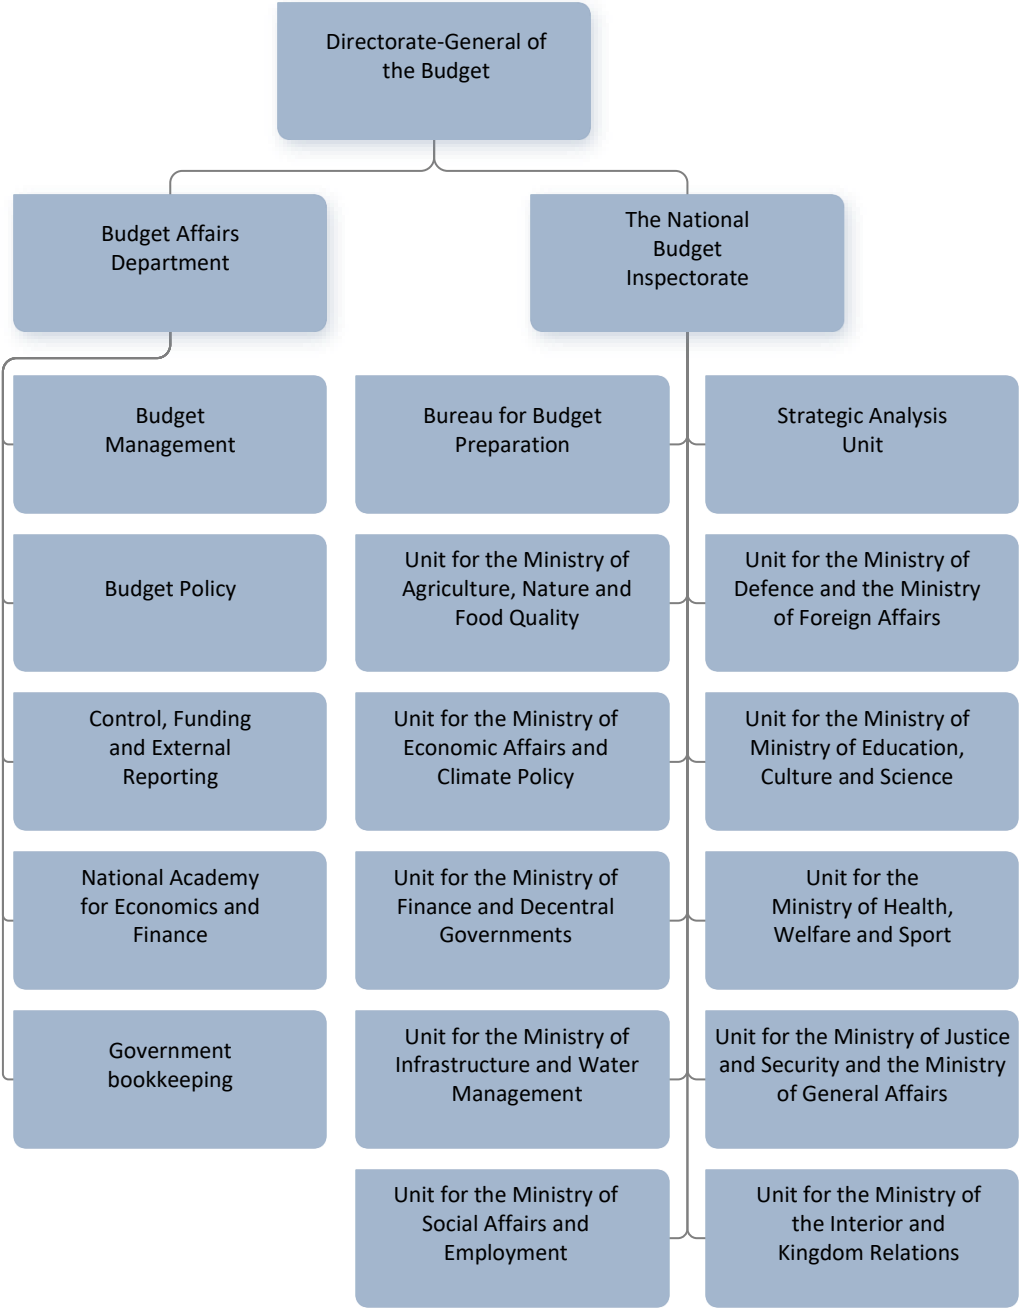 Directorate-General of
the Budget
Budget Affairs
Department
The National
Budget
Inspectorate
Budget
Management
Bureau for Budget
Preparation
Strategic Analysis
Unit
Budget Policy
Unit for the Ministry of
Agriculture, Nature and
Food Quality
Unit for the Ministry of
Defence and the Ministry
of Foreign Affairs
Control, Funding
and External
Reporting
Unit for the Ministry of
Economic Affairs and
Climate Policy
Unit for the Ministry of
Ministry of Education,
Culture and Science
National Academy
for Economics and
Finance
Unit for the Ministry of
Finance and Decentral
Governments
Unit for the
Ministry of Health,
Welfare and Sport
Government
bookkeeping
Unit for the Ministry of
Infrastructure and Water
Management
Unit for the Ministry of Justice
and Security and the Ministry
of General Affairs
Unit for the Ministry of
Social Affairs and
Employment
Unit for the Ministry of
the Interior and
Kingdom Relations